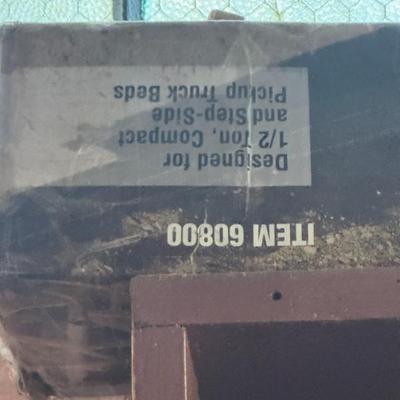 ITEM 60800
Designed for
1/2 Ton, Compact
and Step-Side
Pickup Truck Beds